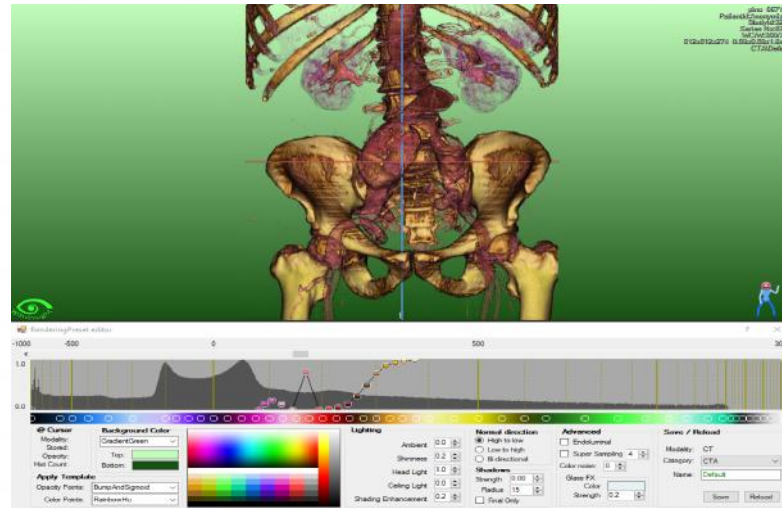 RenderingPreset editor
-1000 -500 0 500
1.0
0.0
@ Cursor
Modality:
Stored:
Opacity:
Hist Count:
Background Color
GradientGreen
Top:
Bottom:
Apply Template
Opacity Points: BumpAndSigmoid
Color Points: RainbowHu
Lighting
Ambient 0.0
Shininess 0.2
Head Light 1.0
Ceiling Light 0.0
Shading Enhancement 0.2
Normal direction
High to low
Low to high
Bi-directional
Shadows
Strength 0.00
Radius 15
Final Only
Advanced
Endoluminal
Super Sampling 4
Color noise: 0
Glass FX
Color
Strength 0.2
Save / Reload
Modality: CT
Category: CTA
Name: Default
Save Reload